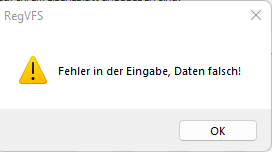 RegVFS
Fehler in der Eingabe, Daten falsch!
OK